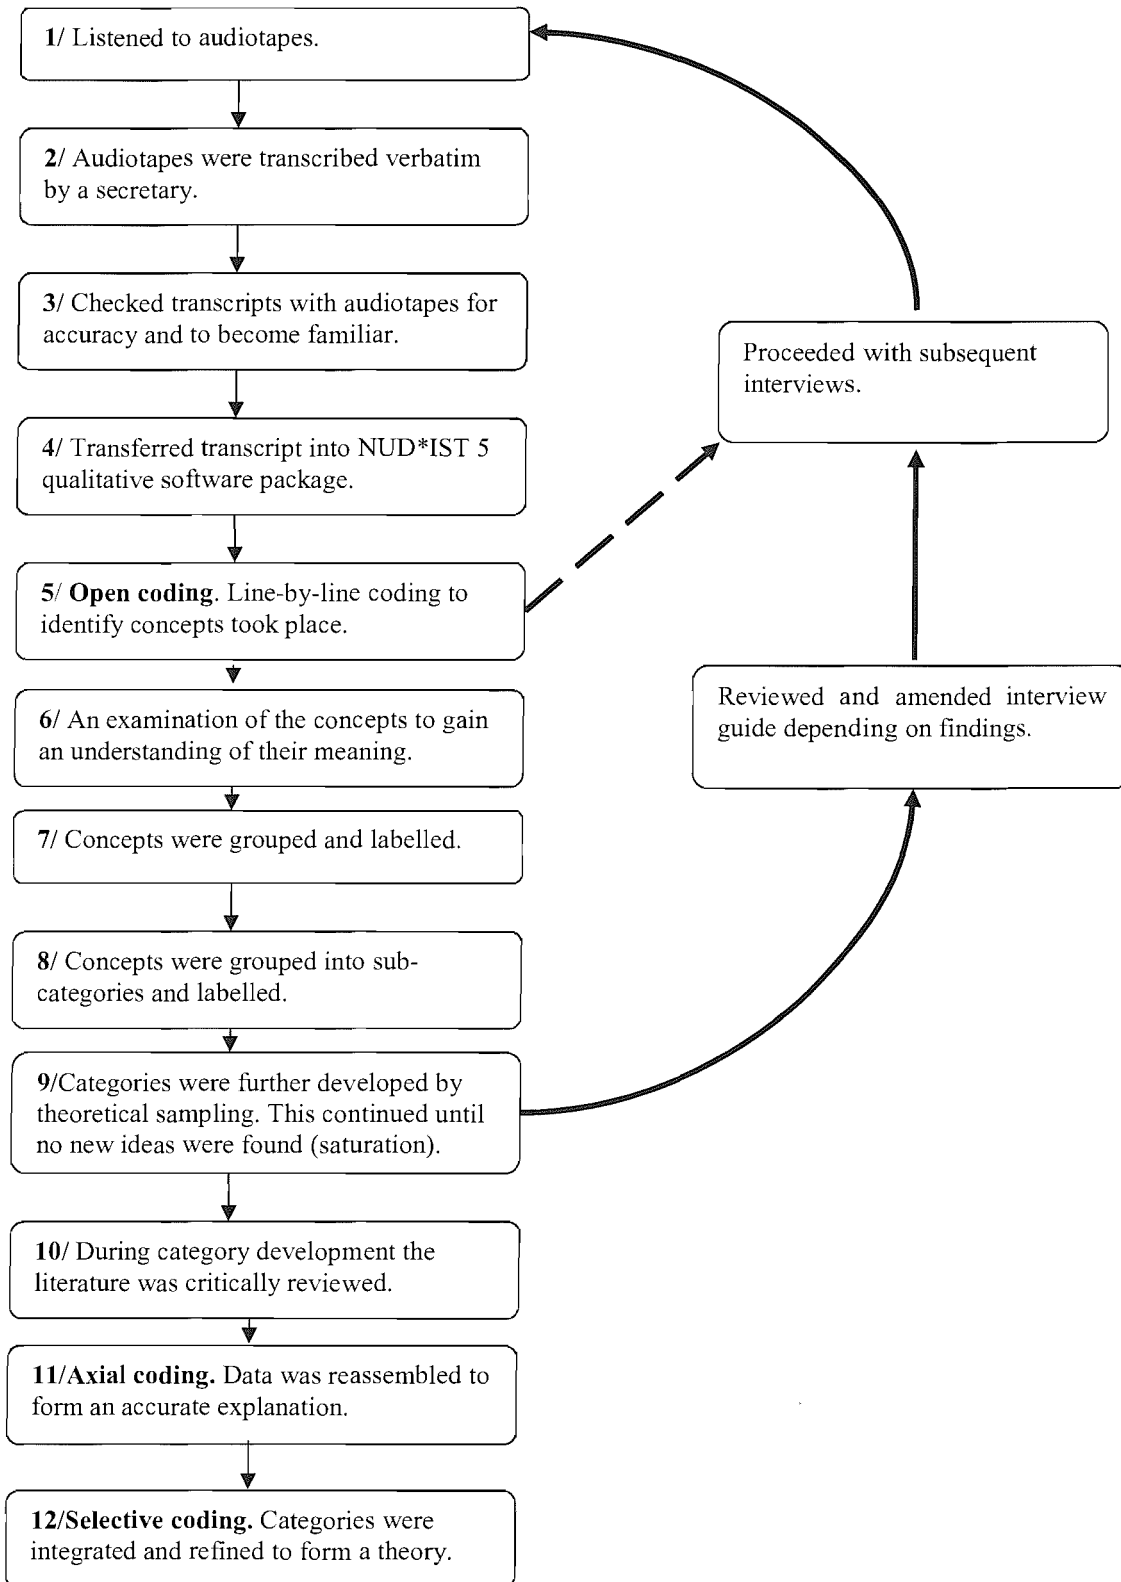 1/ Listened to audiotapes.
2/ Audiotapes were transcribed verbatim
by a secretary.
3/ Checked transcripts with audiotapes for
accuracy and to become familiar.
4/ Transferred transcript into NUD*IST 5
qualitative software package.
5/ Open coding. Line-by-line coding to
identify concepts took place.
6/ An examination of the concepts to gain
an understanding of their meaning.
7/ Concepts were grouped and labelled.
8/ Concepts were grouped into sub-
categories and labelled.
9/Categories were further developed by
theoretical sampling. This continued until
no new ideas were found (saturation).
10/ During category development the
literature was critically reviewed.
11/Axial coding. Data was reassembled to
form an accurate explanation.
12/Selective coding. Categories were
integrated and refined to form a theory.
Proceeded with subsequent
interviews.
Reviewed and amended interview
guide depending on findings.